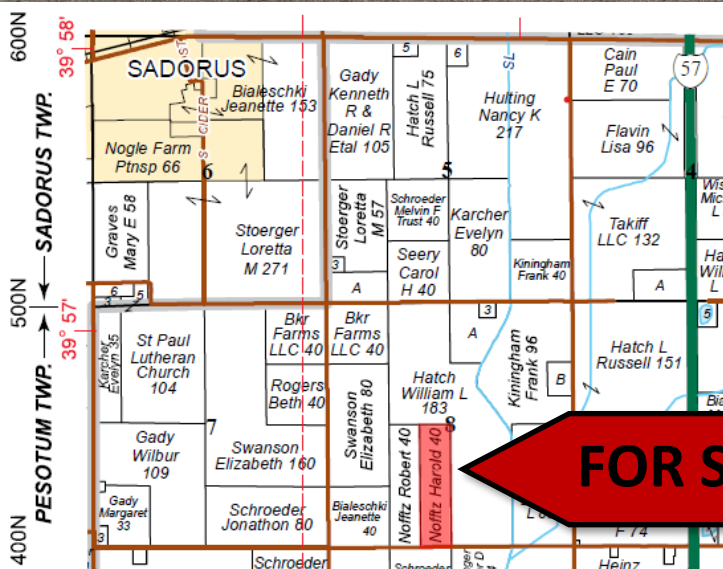 600N
39° 58'
SADORUS TWP.
500N
39° 57'
PESOTUM TWP.
400N
SADORUS
Bialeschki
Jeanette 153
S CIDER
Nogle Farm
Ptnsp 66
6
Graves
Mary E 58
Stoerger
Loretta
M 271
6
3
5
Gady
Kenneth
R &
Daniel R
Etal 105
5
Hatch L
Russell 75
6
SL
Hulting
Nancy K
217
5
Stoerger
Loretta
M 57
3
A
Schroeder
Melvin F
Trust 40
Seery
Carol
H 40
Karcher
Evelyn
80
Kiningham
Frank 40
Cain
Paul
E 70
57
Flavin
Lisa 96
4
Takiff
LLC 132
A
Karcher
Evelyn 35
St Paul
Lutheran
Church
104
Bkr
Farms
LLC 40
Rogers
Beth 40
7
Gady
Wilbur
109
Swanson
Elizabeth 160
Gady
Margaret
33
3
Schroeder
Jonathon 80
Schroeder
Bkr
Farms
LLC 40
Swanson
Elizabeth 80
Bialeschki
Jeanette
40
3
A
Hatch
William L
183
8
Kiningham
Frank 96
B
Nofftz Robert 40
Nofftz Harold 40
Hatch L
Russell 151
5
FOR S
F 74
Schroeder
Heinz